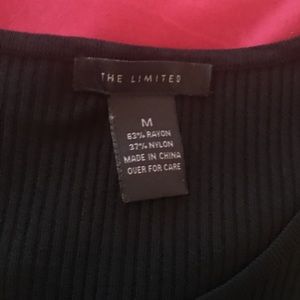 THE LIMITED
M
63% RAYON
37% NYLON
MADE IN CHINA
OVER FOR CARE